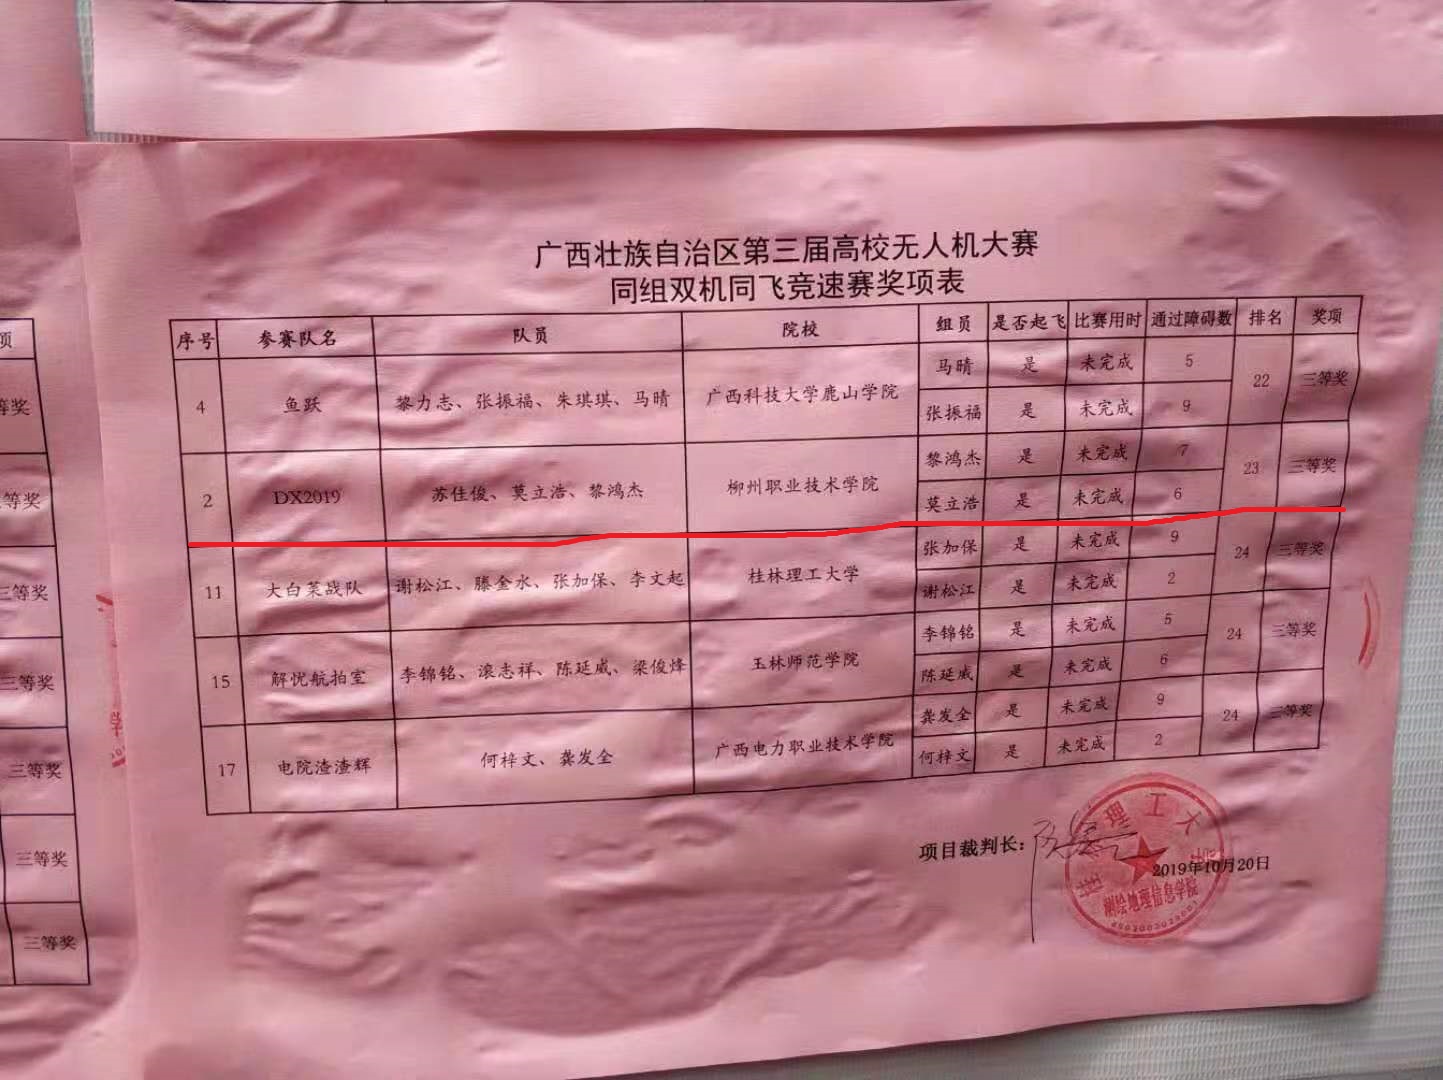 广西壮族自治区第三届高校无人机大赛
同组双机同飞竞速赛奖项表
序号 参赛队名 队员 院校 组员 是否起飞 比赛用时 通过障碍数 排名 奖项
4 鱼跃 黎力志、张振福、朱琪琪、马晴 广西科技大学鹿山学院 马晴 是 未完成 5 22 三等奖
张振福 是 未完成 9
2 DX2019 苏佳俊、莫立浩、黎鸿杰 柳州职业技术学院 黎鸿杰 是 未完成 7 23 三等奖
莫立浩 是 未完成 6
11 大白菜战队 谢松江、滕金水、张加保、李文起 桂林理工大学 张加保 是 未完成 9 24 三等奖
谢松江 是 未完成 2
15 解忧航拍室 李锦铭、滚志祥、陈延威、梁俊烽 玉林师范学院 李锦铭 是 未完成 5 24 三等奖
陈延威 是 未完成 6
17 电院渣渣辉 何梓文、龚发全 广西电力职业技术学院 龚发全 是 未完成 9 24 三等奖
何梓文 是 未完成 2
项目裁判长：
2019年10月20日
桂林理工大学
测绘地理信息学院
项
等奖
三等奖
三等奖
三等奖
三等奖
三等奖
三等奖